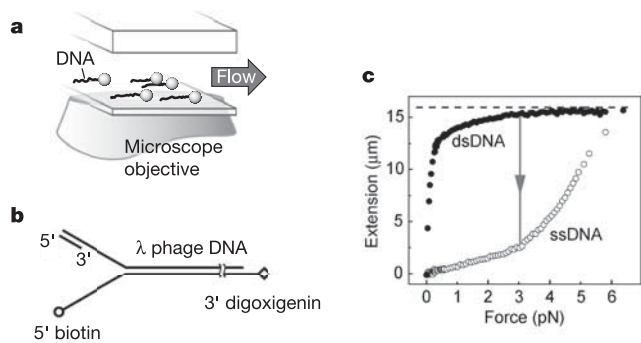 a
DNA
Flow
Microscope
objective
b
5'
3'
λ phage DNA
3' digoxigenin
5' biotin
c
Extension (μm)
15
10
5
0
dsDNA
ssDNA
0 1 2 3 4 5 6
Force (pN)